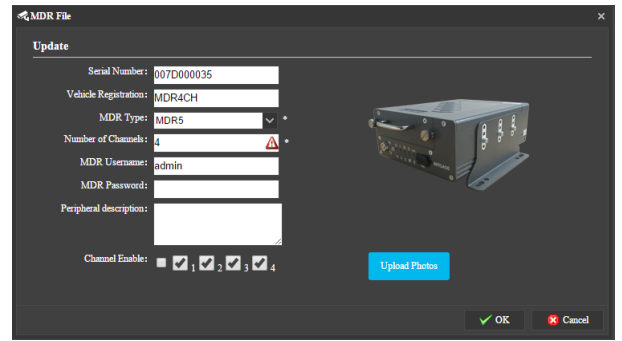 MDR File
Update
Serial Number: 007D000035
Vehicle Registration: MDR4CH
MDR Type: MDR5 *
Number of Channels: 4 *
MDR Username: admin
MDR Password:
Peripheral description:
Channel Enable: 1 2 3 4
Upload Photos
OK Cancel